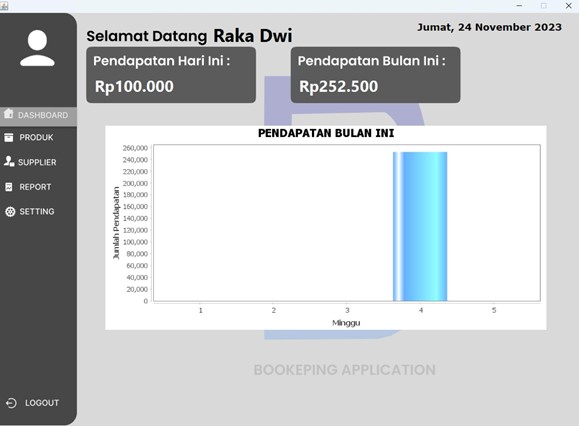 Selamat Datang Raka Dwi
Jumat, 24 November 2023
Pendapatan Hari Ini :
Rp100.000
Pendapatan Bulan Ini :
Rp252.500
DASHBOARD
PRODUK
SUPPLIER
REPORT
SETTING
LOGOUT
PENDAPATAN BULAN INI
Jumlah Pendapatan
260,000
240,000
220,000
200,000
180,000
160,000
140,000
120,000
100,000
80,000
60,000
40,000
20,000
0
1 2 3 4 5
Minggu
BOOKEPING APPLICATION